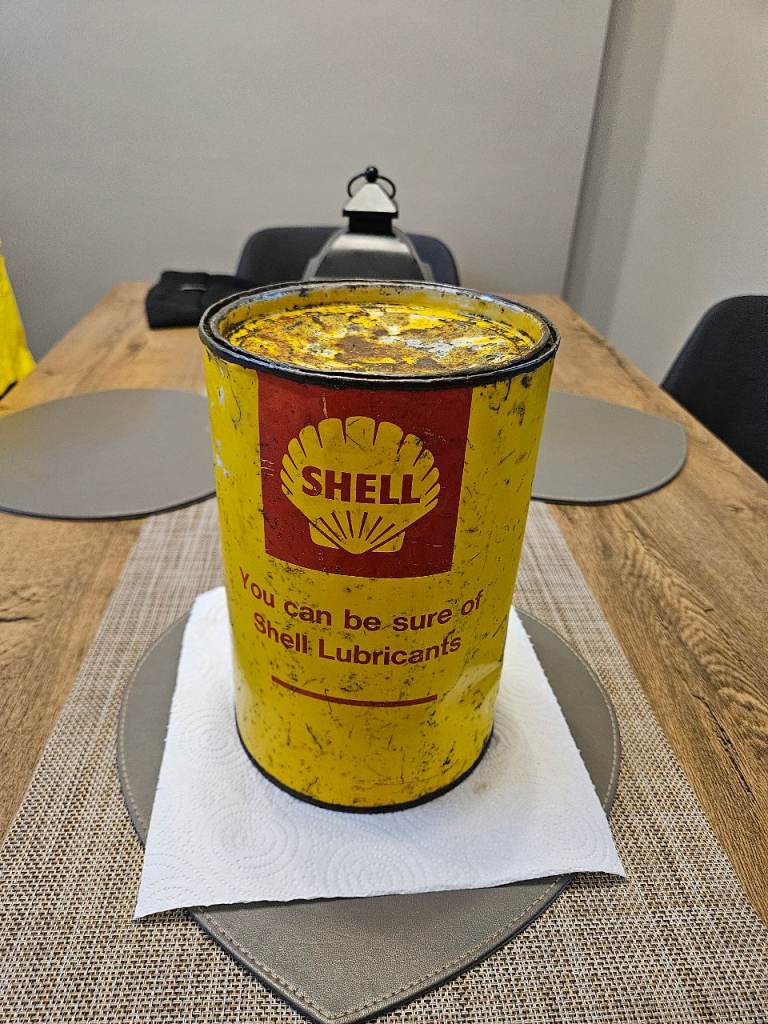 SHELL
You can be sure of
Shell Lubricants